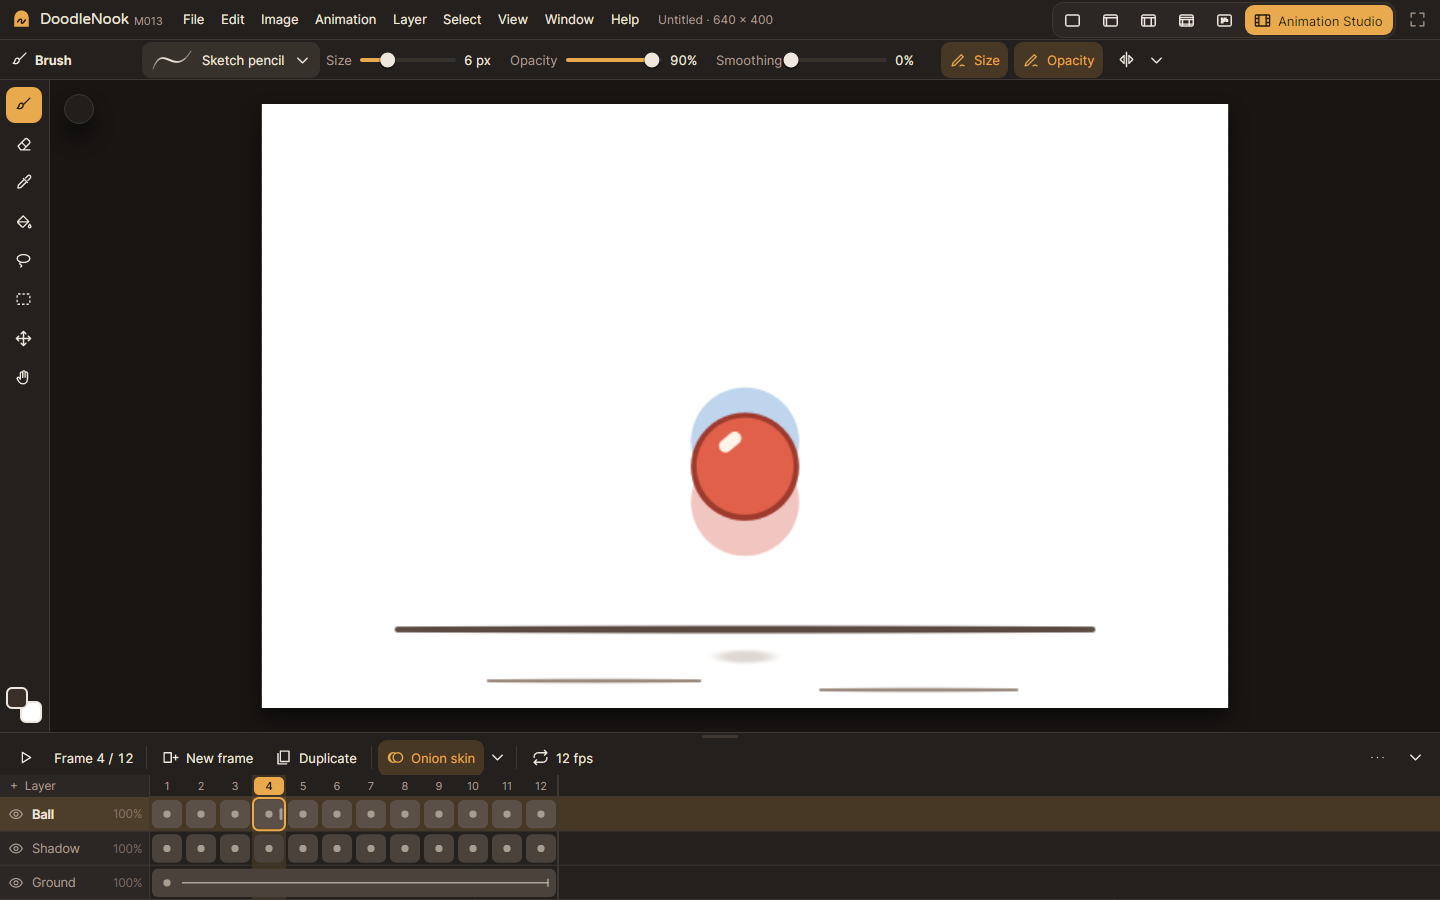 DoodleNook M013 File Edit Image Animation Layer Select View Window Help Untitled · 640 × 400 Animation Studio
Brush Sketch pencil Size 6 px Opacity 90% Smoothing 0% Size Opacity
Frame 4 / 12 New frame Duplicate Onion skin 12 fps ...
+ Layer 1 2 3 4 5 6 7 8 9 10 11 12
Ball 100%
Shadow 100%
Ground 100%